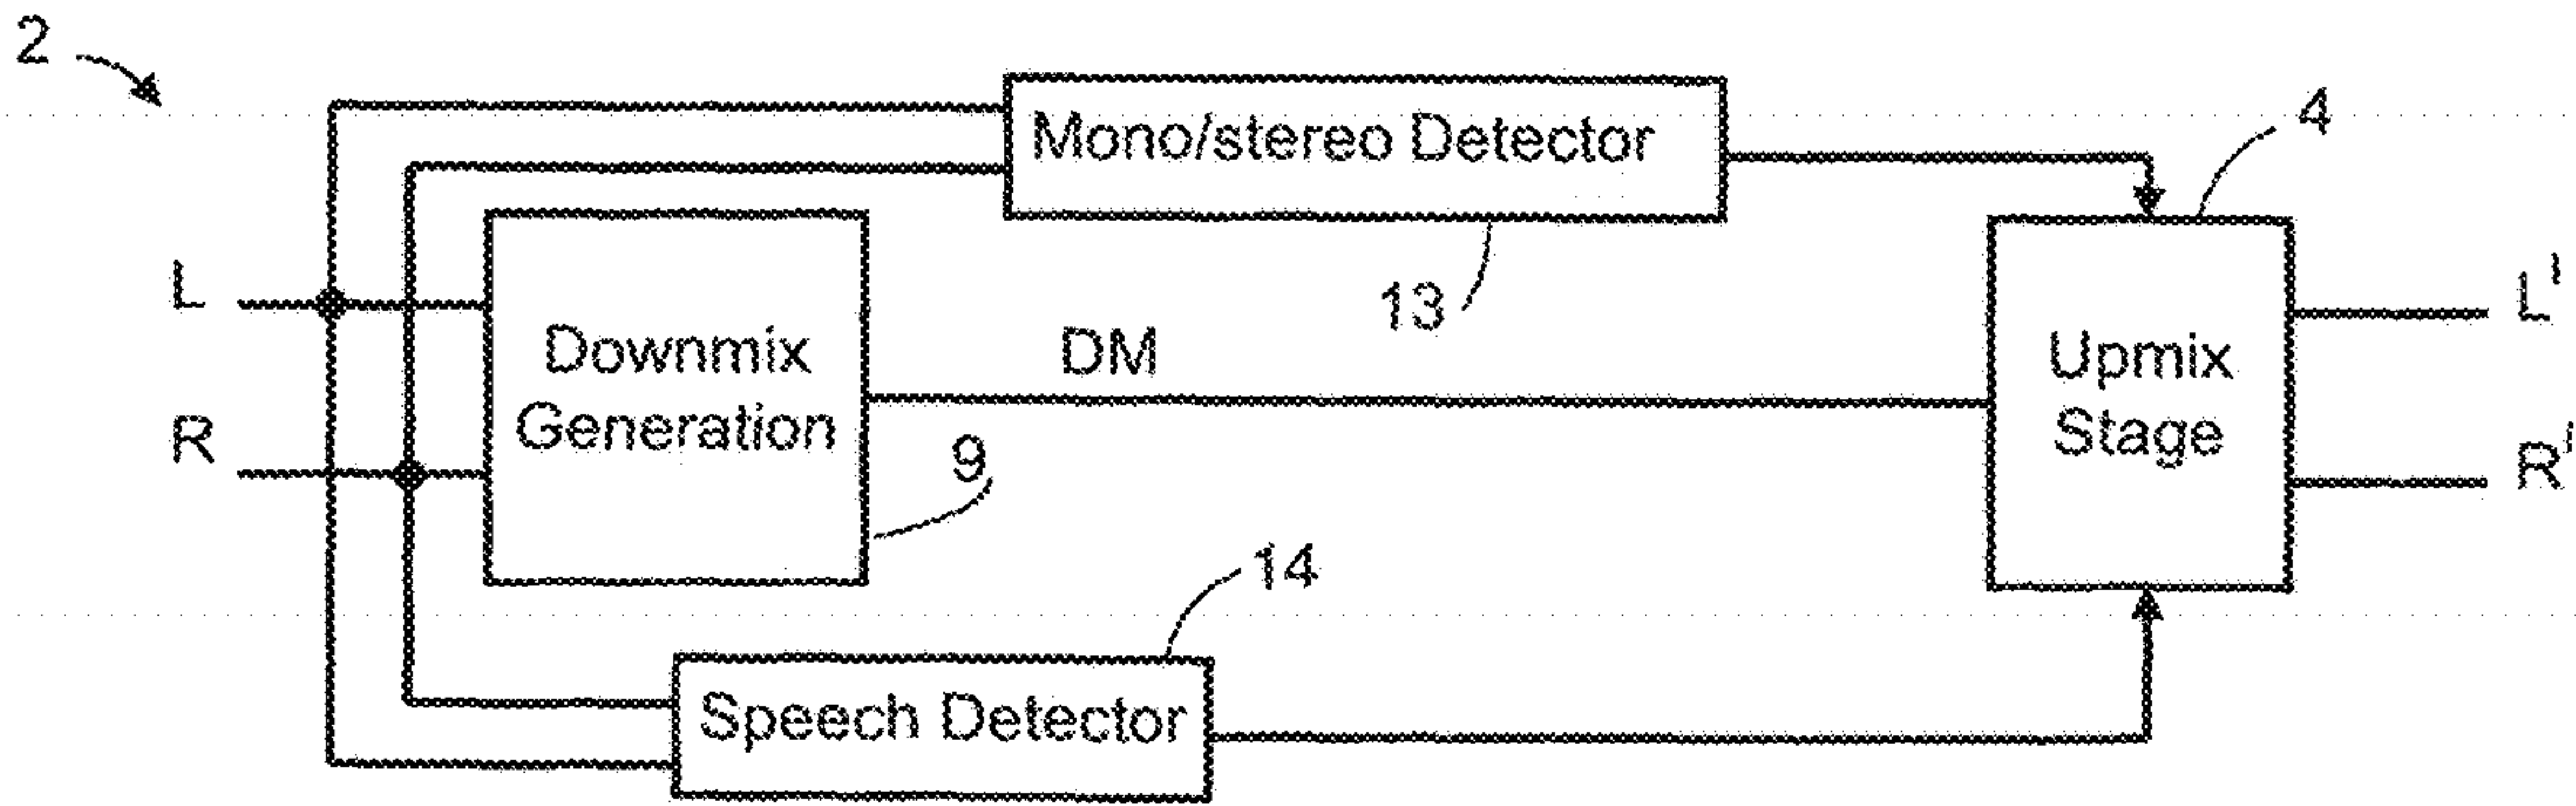 2
Mono/stereo Detector
4
13
L
R
Downmix
Generation
9
DM
Upmix
Stage
L'
R'
14
Speech Detector